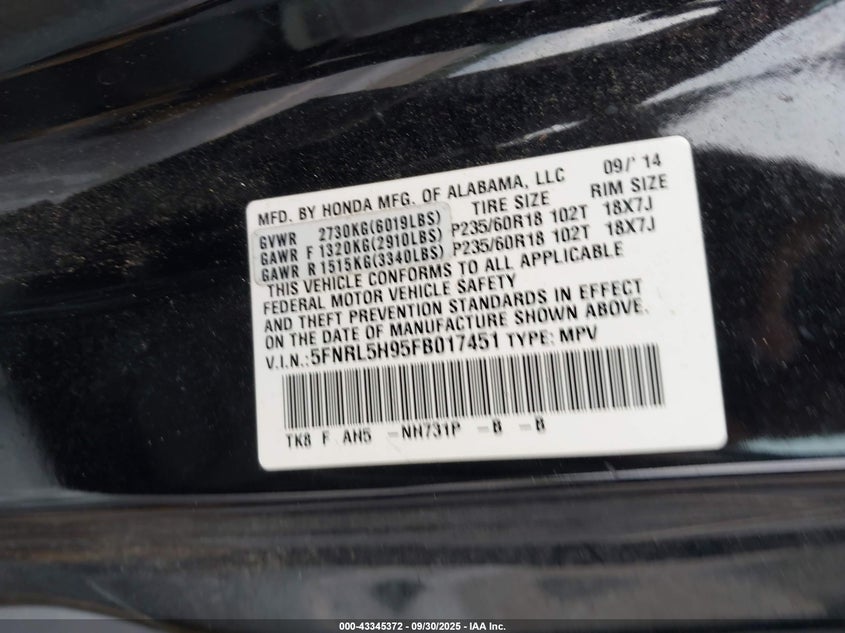 MFD. BY HONDA MFG. OF ALABAMA, LLC 09/' 14
TIRE SIZE RIM SIZE
GVWR 2730KG(6019LBS)
GAWR F 1320KG(2910LBS) P235/60R18 102T 18X7J
GAWR R 1515KG(3340LBS) P235/60R18 102T 18X7J
THIS VEHICLE CONFORMS TO ALL APPLICABLE
FEDERAL MOTOR VEHICLE SAFETY
AND THEFT PREVENTION STANDARDS IN EFFECT
ON THE DATE OF MANUFACTURE SHOWN ABOVE.
V.I.N.:5FNRL5H95FB017451 TYPE: MPV
TK8 F AH5 -NH731P -B -B
000-43345372 - 09/30/2025 - IAA Inc.